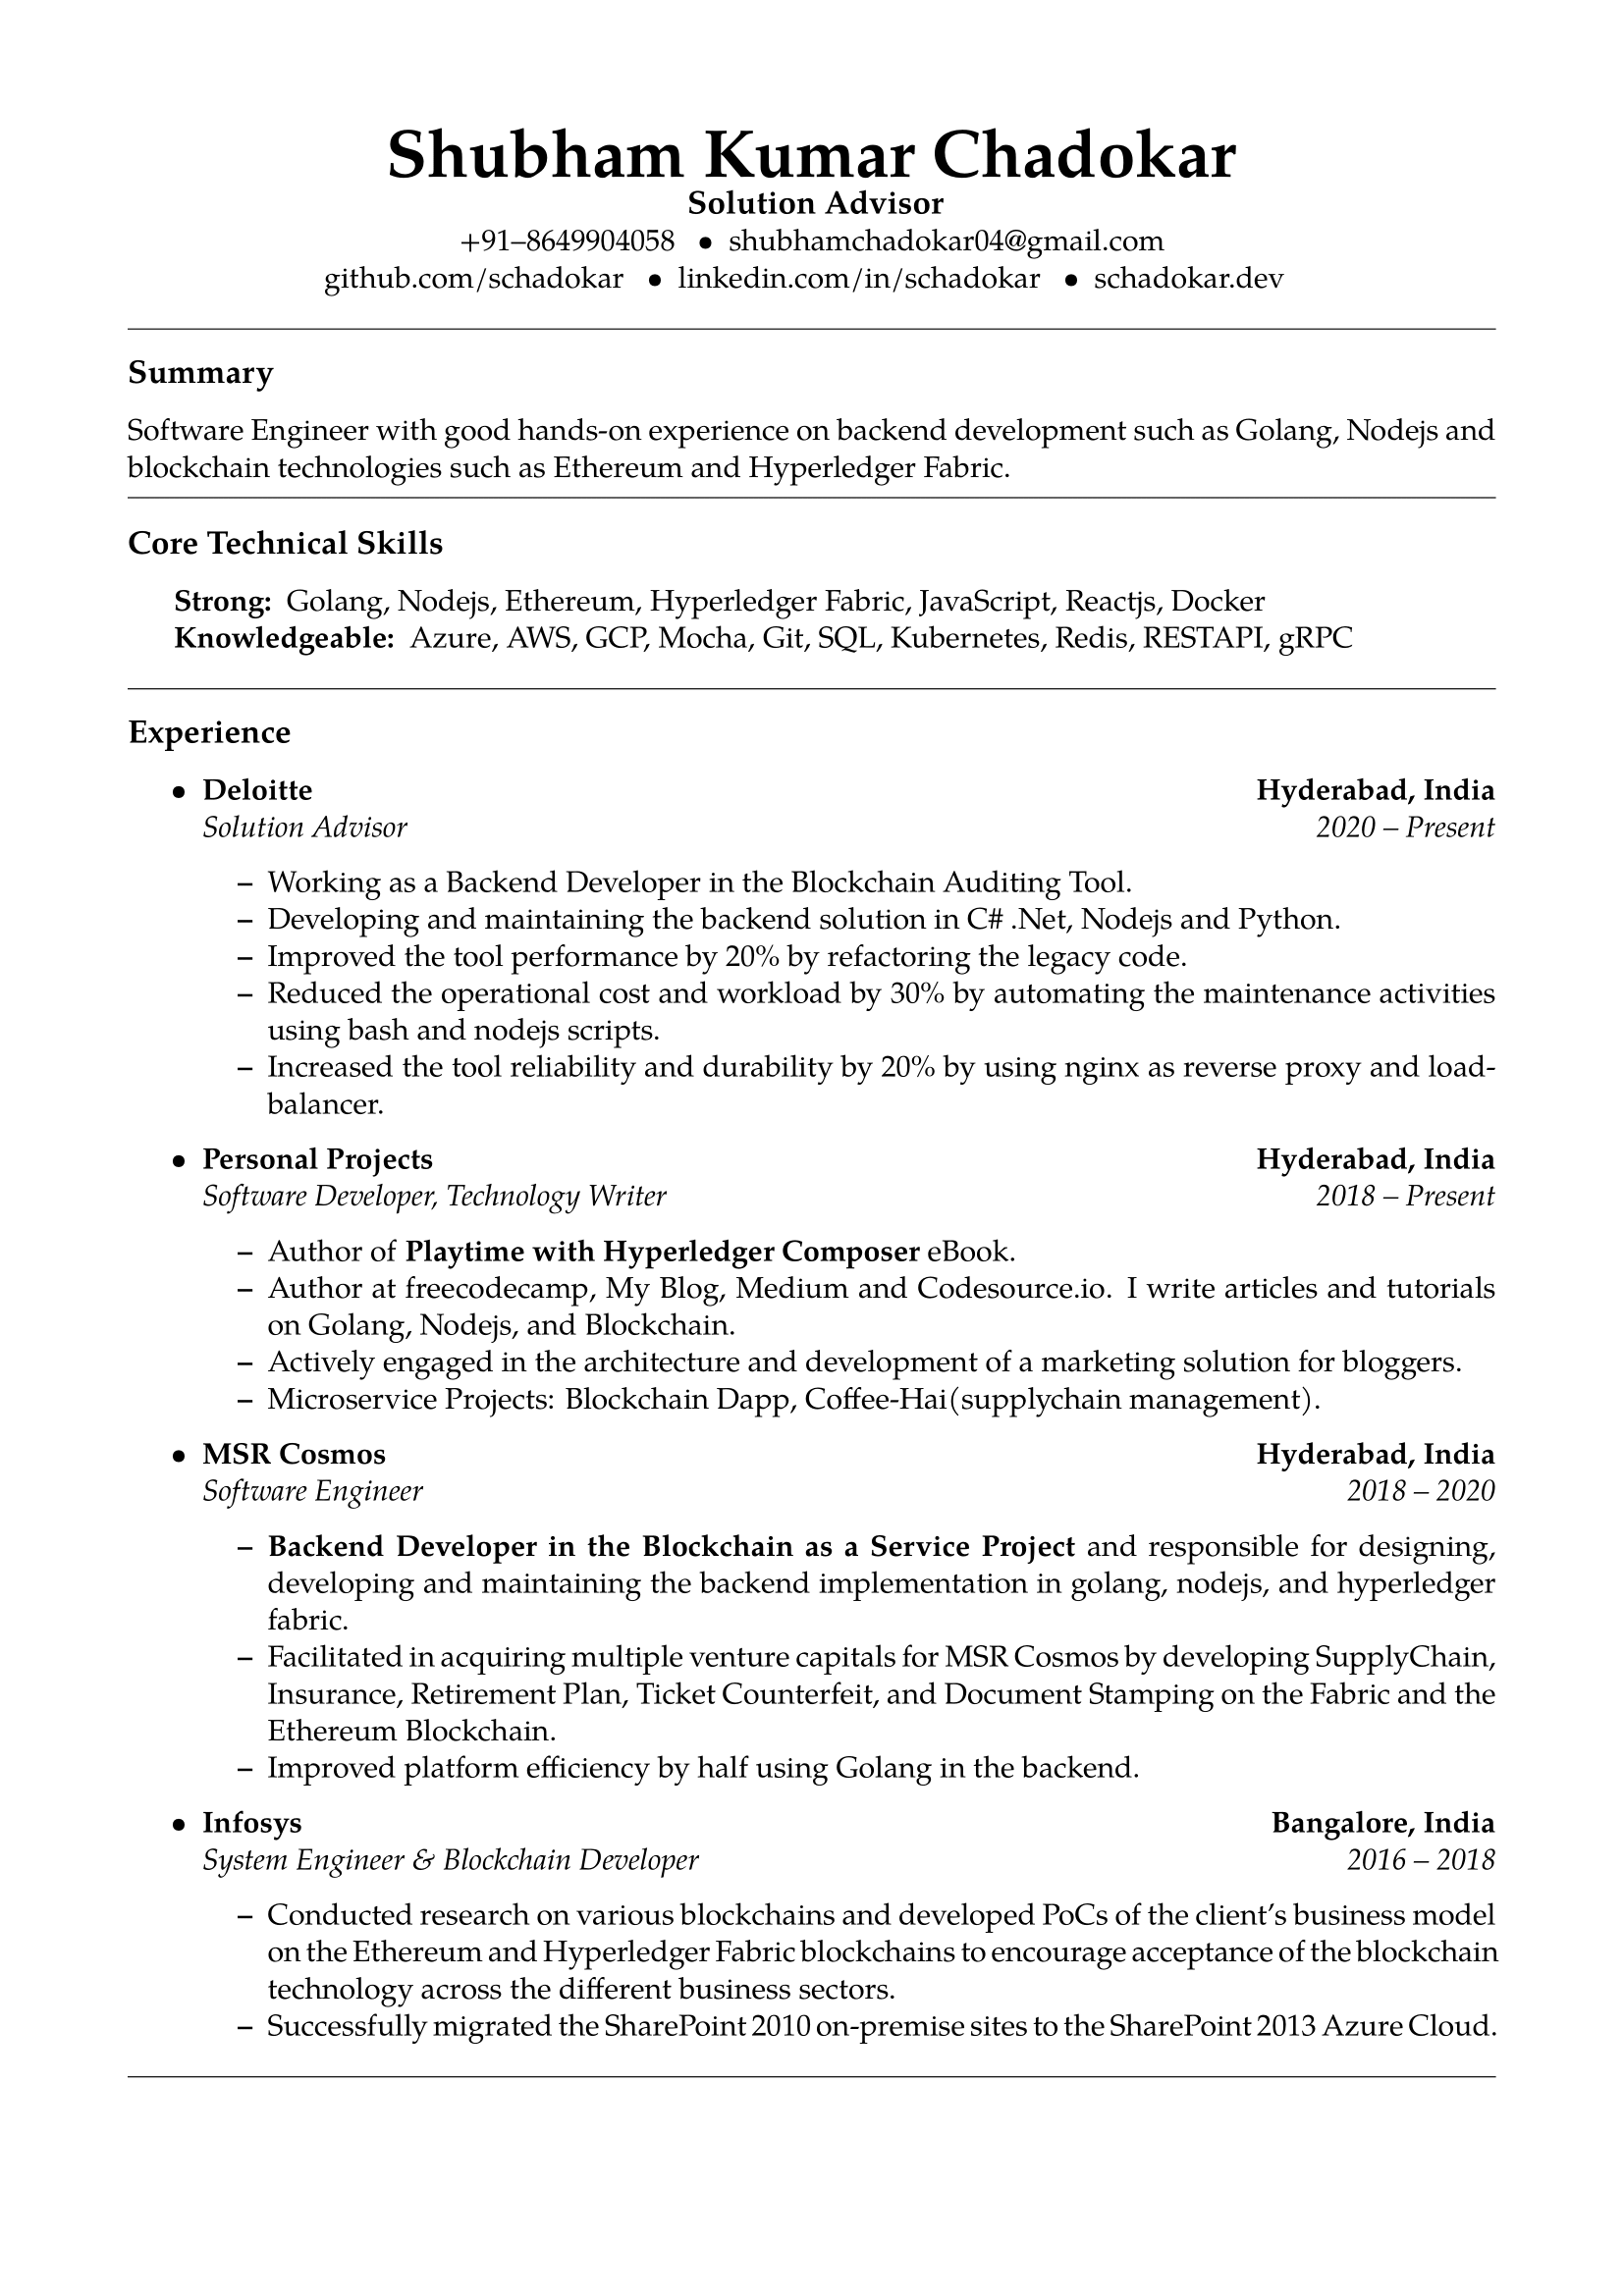 Shubham Kumar Chadokar
Solution Advisor
+91–8649904058 • shubhamchadokar04@gmail.com
github.com/schadokar • linkedin.com/in/schadokar • schadokar.dev
Summary
Software Engineer with good hands-on experience on backend development such as Golang, Nodejs and
blockchain technologies such as Ethereum and Hyperledger Fabric.
Core Technical Skills
Strong: Golang, Nodejs, Ethereum, Hyperledger Fabric, JavaScript, Reactjs, Docker
Knowledgeable: Azure, AWS, GCP, Mocha, Git, SQL, Kubernetes, Redis, RESTAPI, gRPC
Experience
• Deloitte Hyderabad, India
Solution Advisor 2020 – Present
– Working as a Backend Developer in the Blockchain Auditing Tool.
– Developing and maintaining the backend solution in C# .Net, Nodejs and Python.
– Improved the tool performance by 20% by refactoring the legacy code.
– Reduced the operational cost and workload by 30% by automating the maintenance activities
using bash and nodejs scripts.
– Increased the tool reliability and durability by 20% by using nginx as reverse proxy and load-
balancer.
• Personal Projects Hyderabad, India
Software Developer, Technology Writer 2018 – Present
– Author of Playtime with Hyperledger Composer eBook.
– Author at freecodecamp, My Blog, Medium and Codesource.io. I write articles and tutorials
on Golang, Nodejs, and Blockchain.
– Actively engaged in the architecture and development of a marketing solution for bloggers.
– Microservice Projects: Blockchain Dapp, Coffee-Hai(supplychain management).
• MSR Cosmos Hyderabad, India
Software Engineer 2018 – 2020
– Backend Developer in the Blockchain as a Service Project and responsible for designing,
developing and maintaining the backend implementation in golang, nodejs, and hyperledger
fabric.
– Facilitated in acquiring multiple venture capitals for MSR Cosmos by developing SupplyChain,
Insurance, Retirement Plan, Ticket Counterfeit, and Document Stamping on the Fabric and the
Ethereum Blockchain.
– Improved platform efficiency by half using Golang in the backend.
• Infosys Bangalore, India
System Engineer & Blockchain Developer 2016 – 2018
– Conducted research on various blockchains and developed PoCs of the client's business model
on the Ethereum and Hyperledger Fabric blockchains to encourage acceptance of the blockchain
technology across the different business sectors.
– Successfully migrated the SharePoint 2010 on-premise sites to the SharePoint 2013 Azure Cloud.